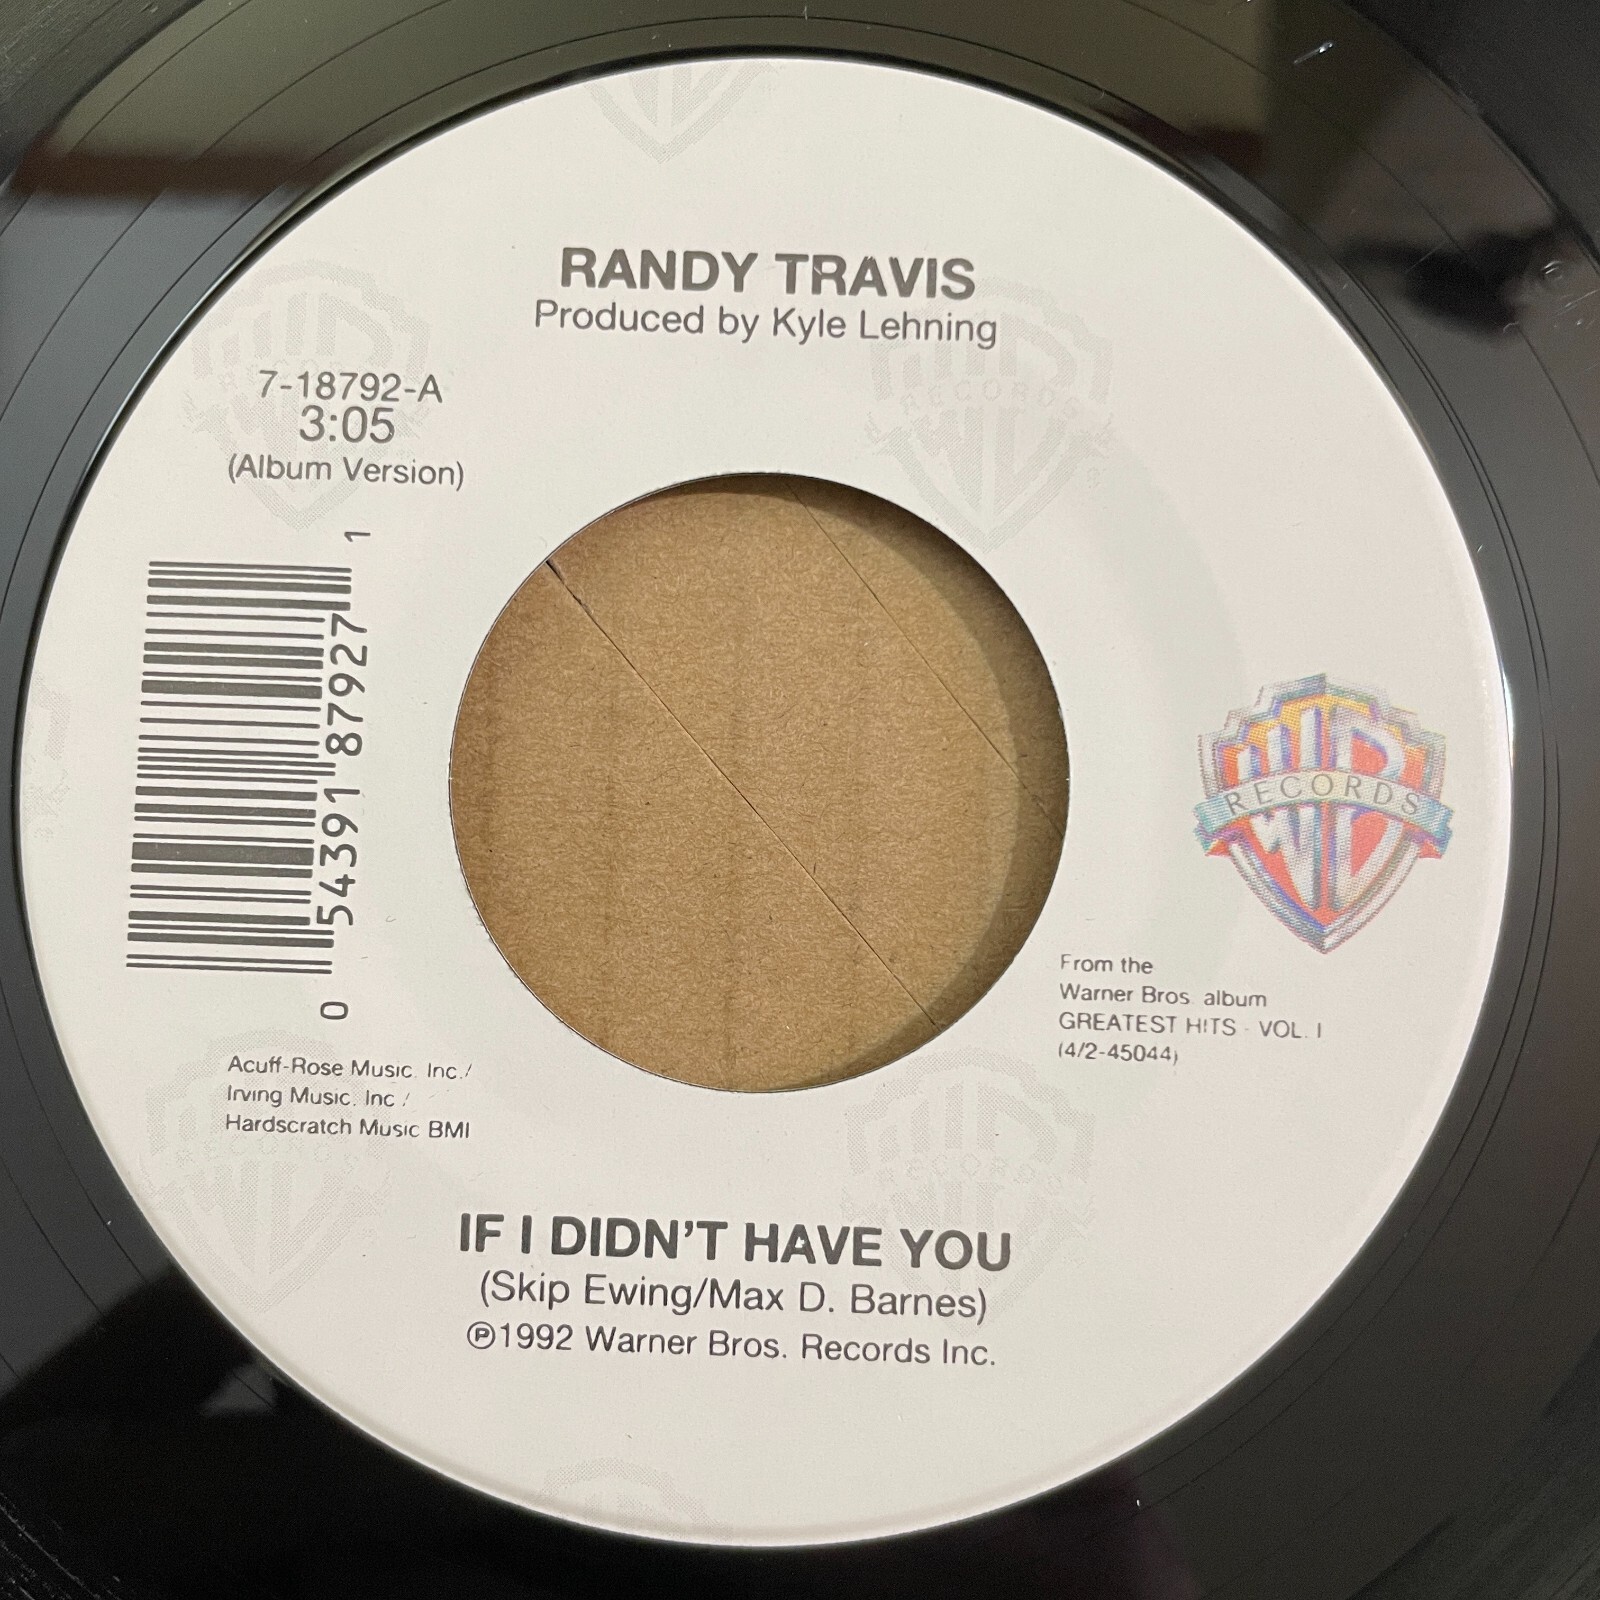 RANDY TRAVIS
Produced by Kyle Lehning
7-18792-A
3:05
(Album Version)
0 54391 87927 1
RECORDS
From the
Warner Bros. album
GREATEST HITS - VOL. I
(4/2-45044)
Acuff-Rose Music, Inc./
Irving Music, Inc./
Hardscratch Music BMI
IF I DIDN'T HAVE YOU
(Skip Ewing/Max D. Barnes)
℗1992 Warner Bros. Records Inc.